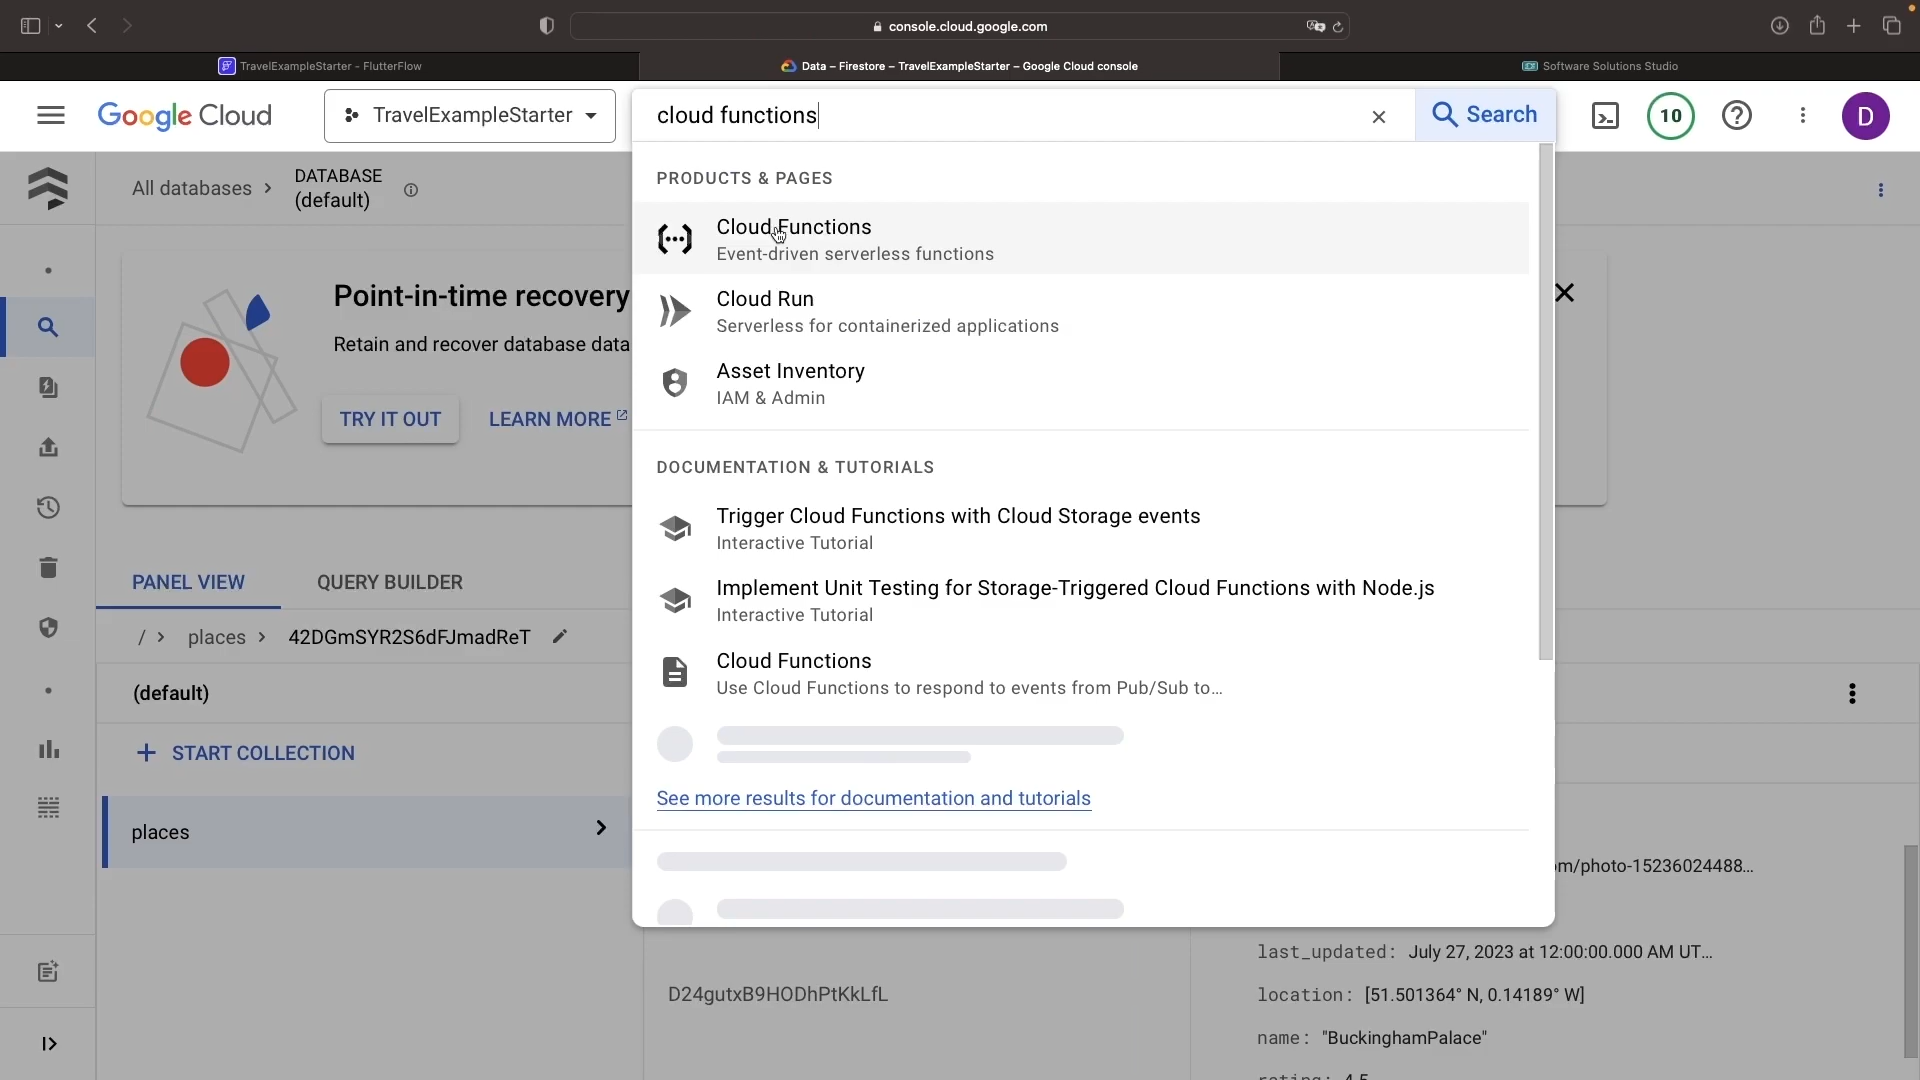 console.cloud.google.com
TravelExampleStarter - FlutterFlow
Data – Firestore – TravelExampleStarter – Google Cloud console
Software Solutions Studio
Google Cloud
TravelExampleStarter
cloud functions
Search
10
D
All databases
DATABASE
(default)
Point-in-time recovery
Retain and recover database data
TRY IT OUT
LEARN MORE
PANEL VIEW
QUERY BUILDER
/ > places > 42DGmSYR2S6dFJmadReT
(default)
START COLLECTION
places
PRODUCTS & PAGES
Cloud Functions
Event-driven serverless functions
Cloud Run
Serverless for containerized applications
Asset Inventory
IAM & Admin
DOCUMENTATION & TUTORIALS
Trigger Cloud Functions with Cloud Storage events
Interactive Tutorial
Implement Unit Testing for Storage-Triggered Cloud Functions with Node.js
Interactive Tutorial
Cloud Functions
Use Cloud Functions to respond to events from Pub/Sub to…
See more results for documentation and tutorials
D24gutxB9HODhPtKkLfL
om/photo-15236024488…
last_updated: July 27, 2023 at 12:00:00.000 AM UT…
location: [51.501364° N, 0.14189° W]
name: "BuckinghamPalace"
rating: 4.5